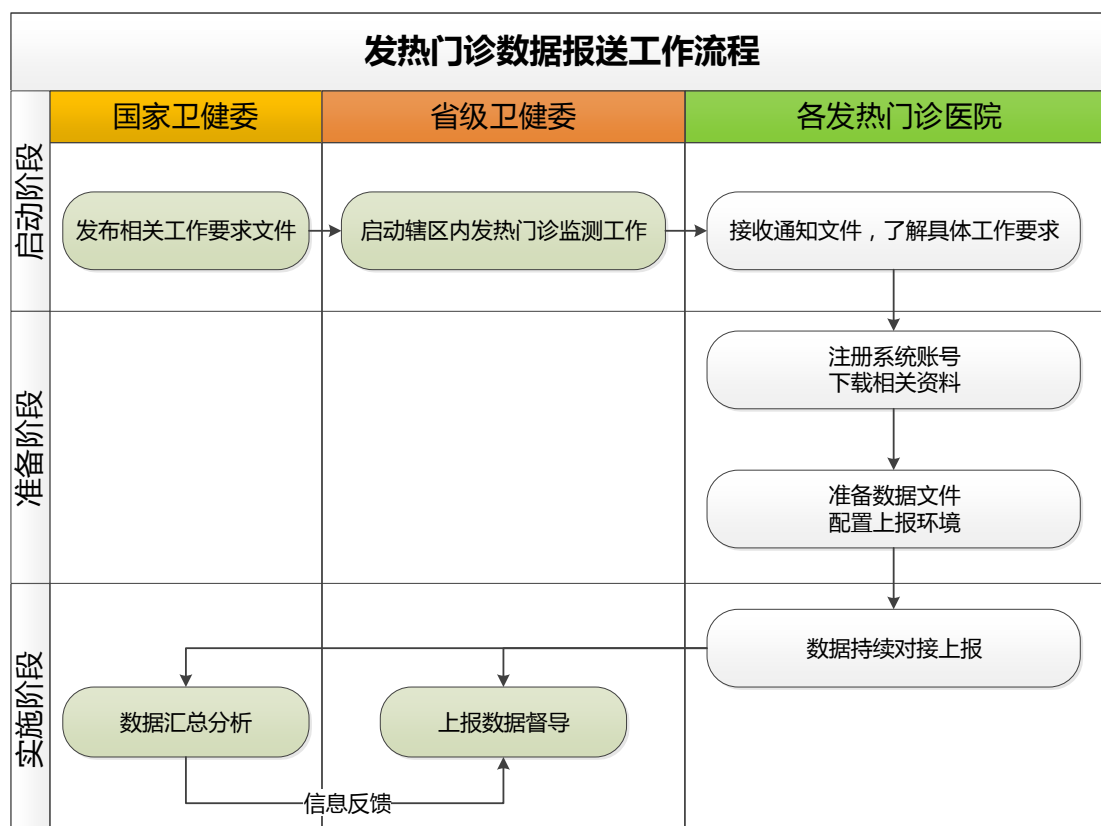 发热门诊数据报送工作流程
国家卫健委
省级卫健委
各发热门诊医院
启动阶段
发布相关工作要求文件
启动辖区内发热门诊监测工作
接收通知文件，了解具体工作要求
准备阶段
注册系统账号
下载相关资料
准备数据文件
配置上报环境
实施阶段
数据持续对接上报
数据汇总分析
上报数据督导
信息反馈